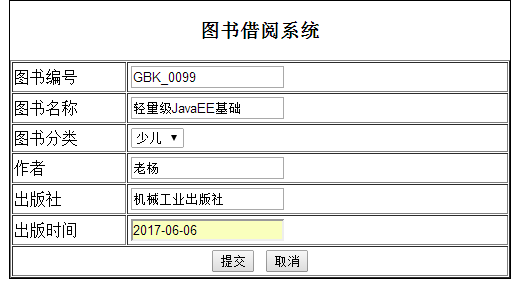 图书借阅系统
图书编号 GBK_0099
图书名称 轻量级JavaEE基础
图书分类 少儿
作者 老杨
出版社 机械工业出版社
出版时间 2017-06-06
提交 取消